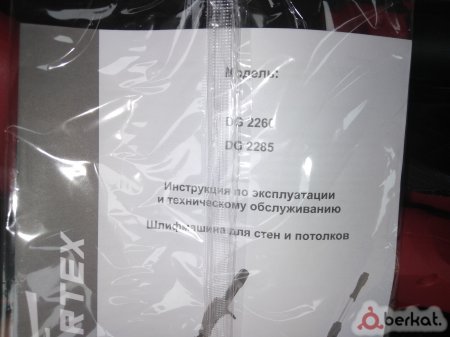 Модель:
DG 2260
DG 2285
Инструкция по эксплуатации
и техническому обслуживанию
Шлифмашина для стен и потолков
RTEX
berkat.